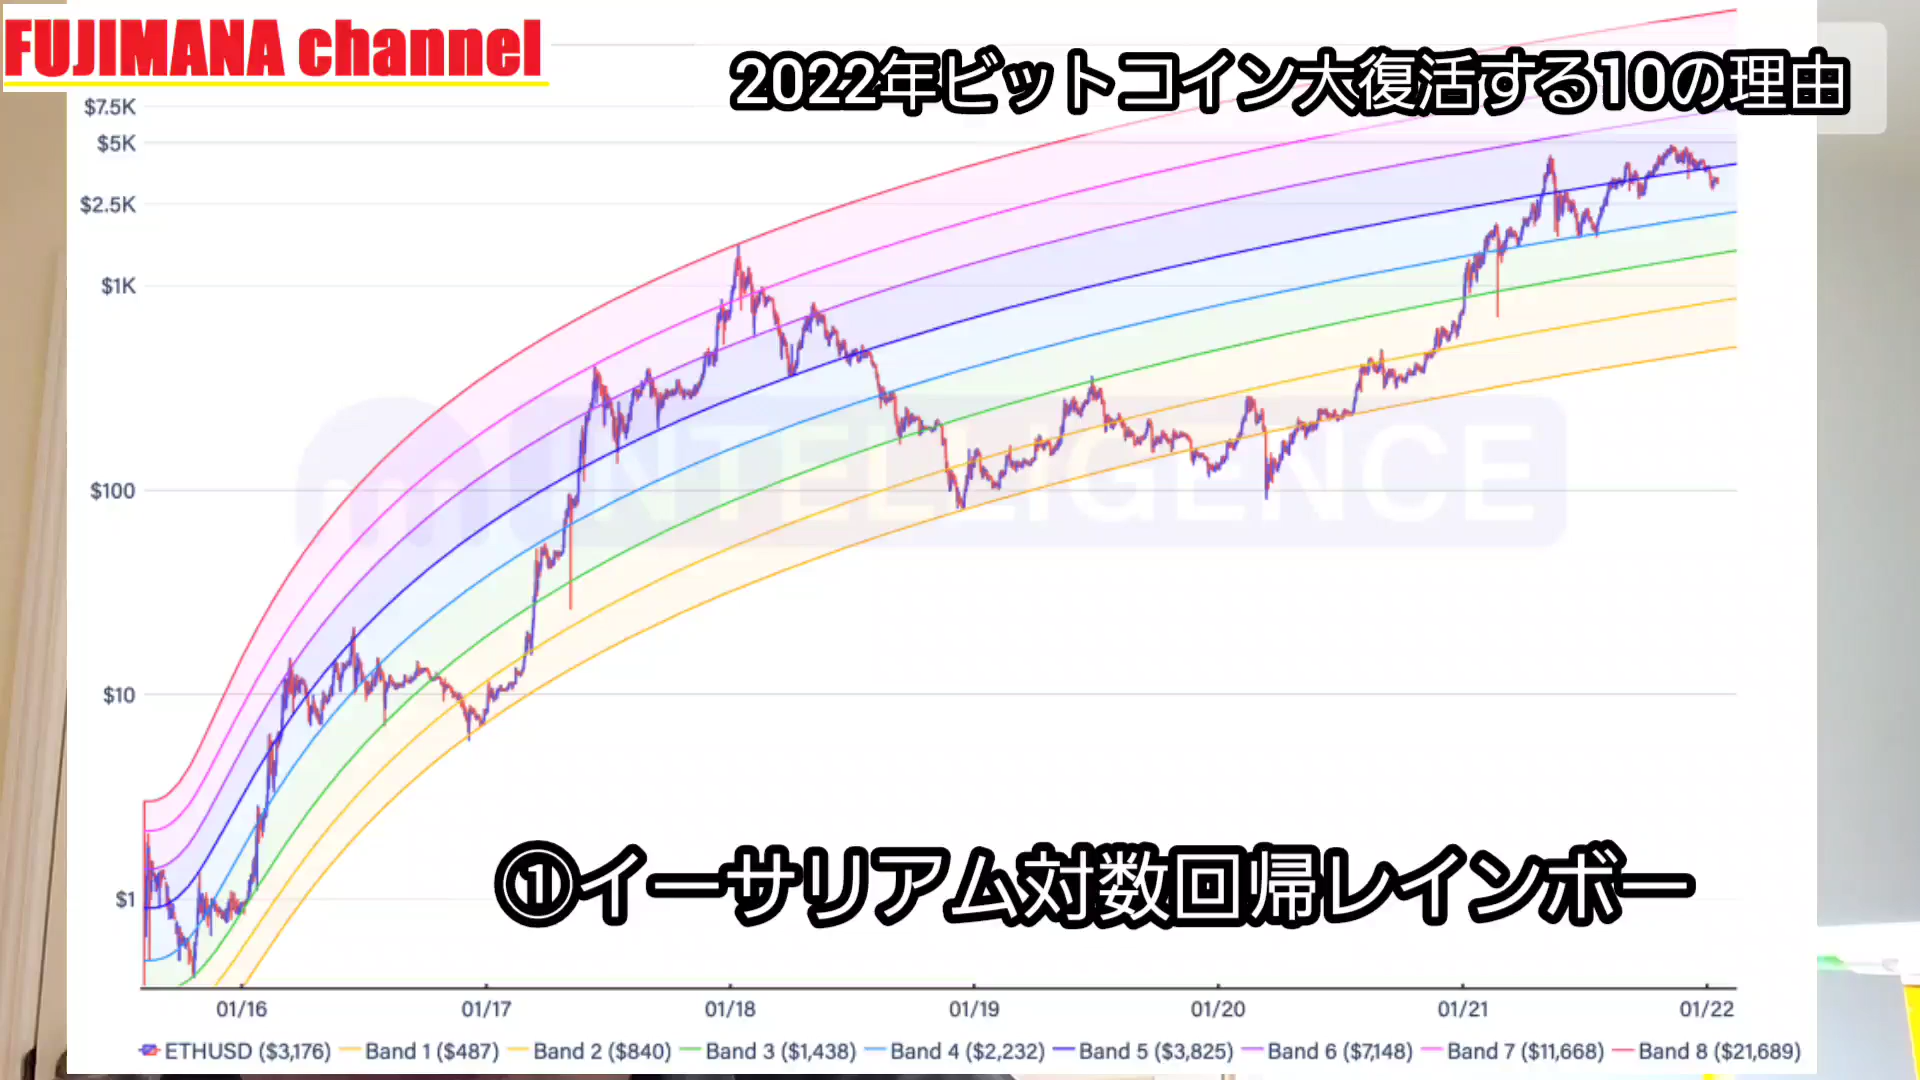 FUJIMANA channel
2022年ビットコイン大復活する10の理由
$7.5K
$5K
$2.5K
$1K
$100
$10
$1
INTELLIGENCE
①イーサリアム対数回帰レインボー
01/16 01/17 01/18 01/19 01/20 01/21 01/22
ETHUSD ($3,176) Band 1 ($487) Band 2 ($840) Band 3 ($1,438) Band 4 ($2,232) Band 5 ($3,825) Band 6 ($7,148) Band 7 ($11,668) Band 8 ($21,689)